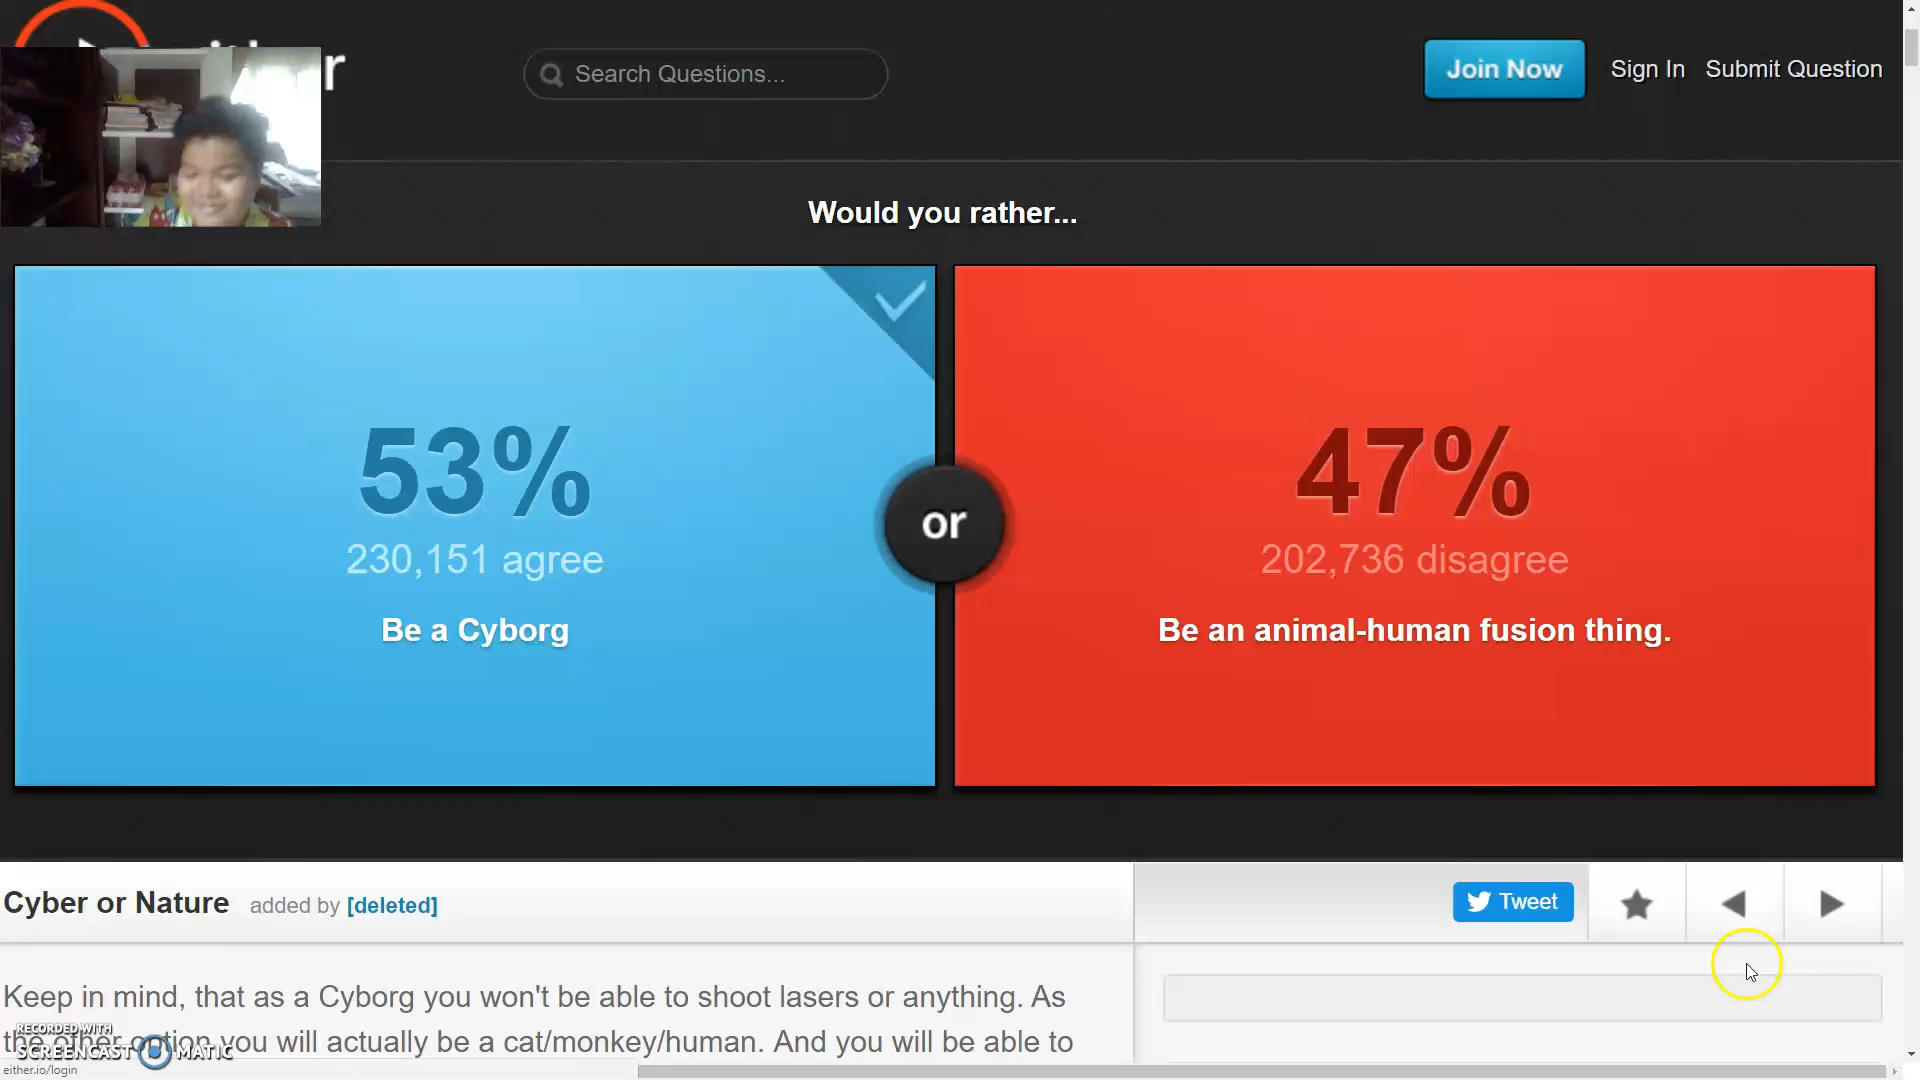 Search Questions...
Join Now
Sign In
Submit Question
Would you rather...
53%
230,151 agree
Be a Cyborg
or
47%
202,736 disagree
Be an animal-human fusion thing.
Cyber or Nature added by [deleted]
Tweet
Keep in mind, that as a Cyborg you won't be able to shoot lasers or anything. As
the other option you will actually be a cat/monkey/human. And you will be able to
RECORDED WITH
SCREENCAST MATIC
either.io/login